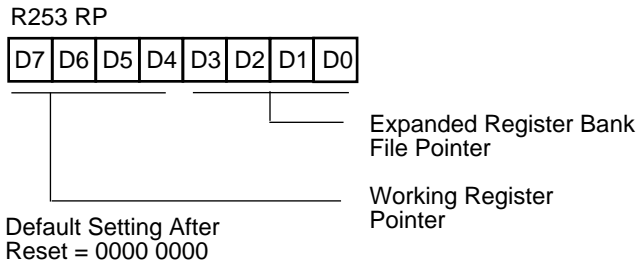 R253 RP
D7 D6 D5 D4 D3 D2 D1 D0
Expanded Register Bank
File Pointer
Working Register
Pointer
Default Setting After
Reset = 0000 0000